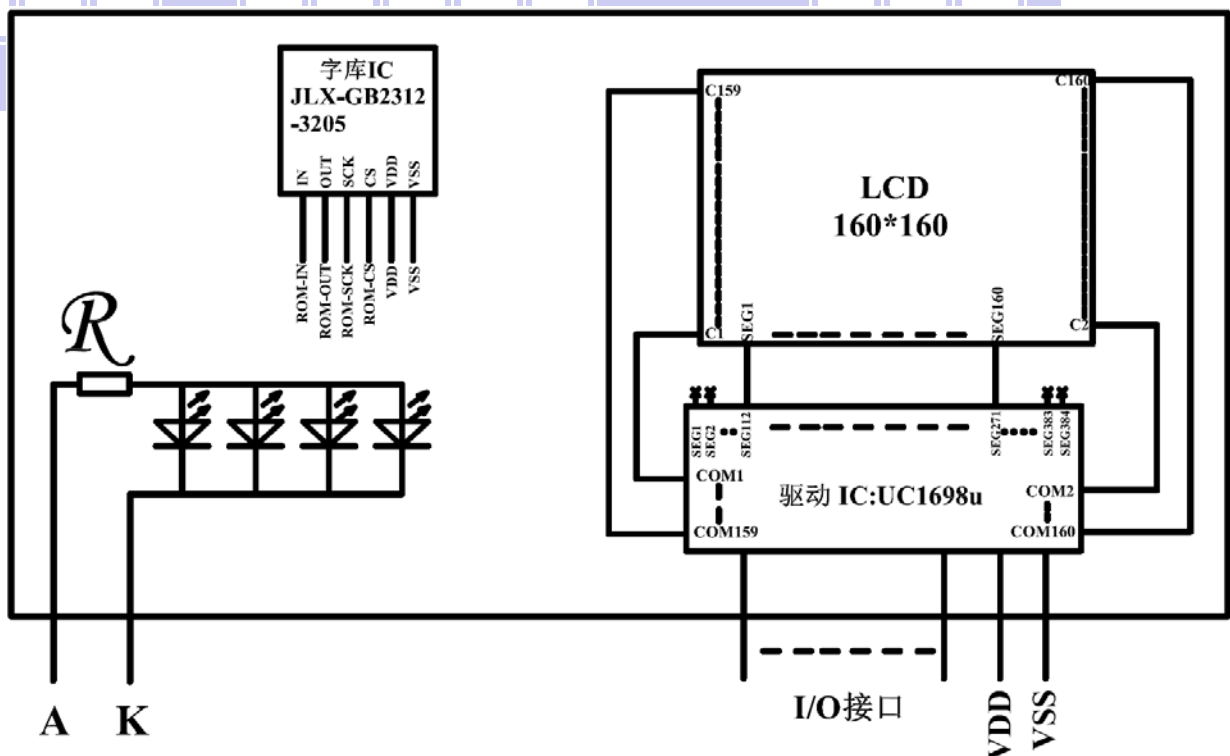 字库IC
JLX-GB2312
-3205
IN
OUT
SCK
CS
VDD
VSS
ROM-IN
ROM-OUT
ROM-SCK
ROM-CS
VDD
VSS
R
A
K
C159
C160
LCD
160*160
C1
SEG1
SEG160
C2
SEG1
SEG2
SEG112
SEG271
SEG383
SEG384
COM1
驱动 IC:UC1698u
COM2
COM159
COM160
I/O接口
VDD
VSS